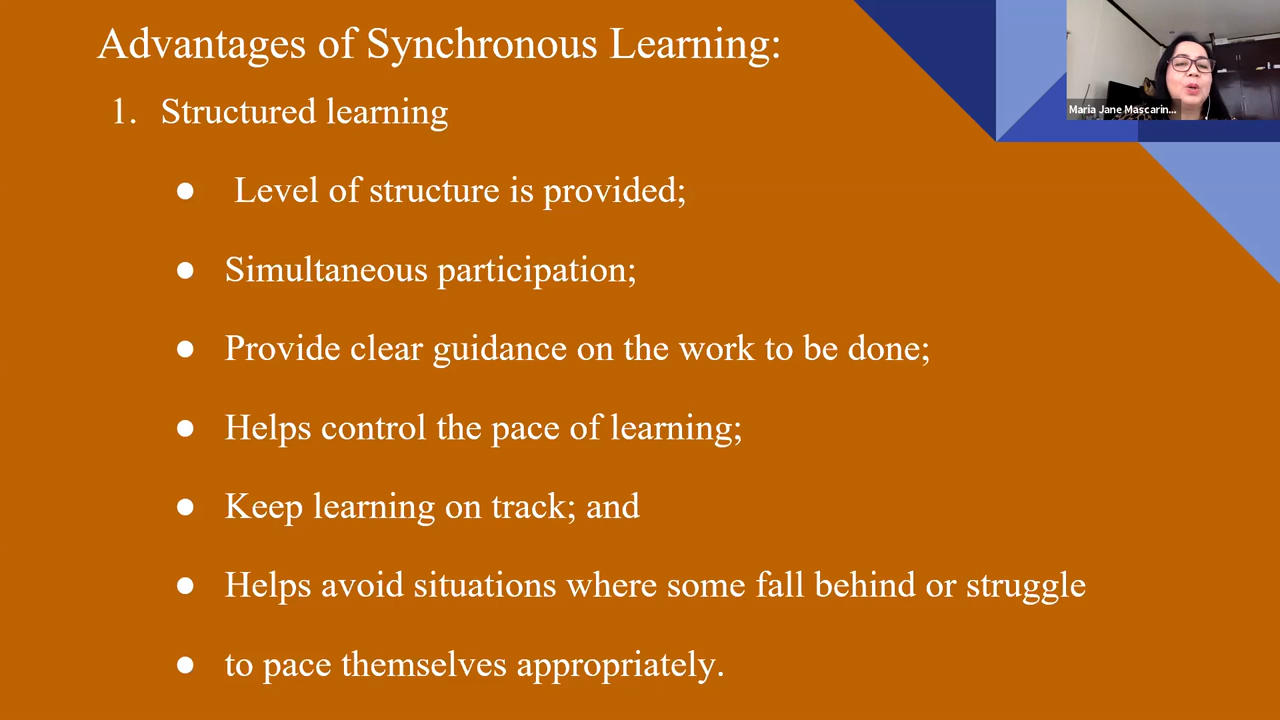 Advantages of Synchronous Learning:
1. Structured learning
● Level of structure is provided;
● Simultaneous participation;
● Provide clear guidance on the work to be done;
● Helps control the pace of learning;
● Keep learning on track; and
● Helps avoid situations where some fall behind or struggle
● to pace themselves appropriately.
Maria Jane Mascarin...